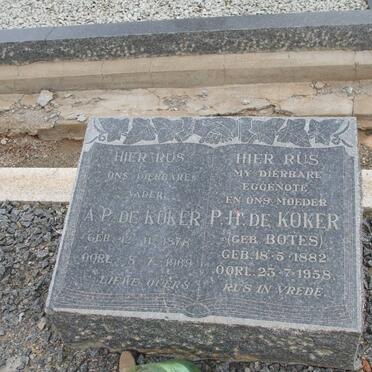 HIER RUS
ONS DIERBARE
VADER
A.P. DE KOKER
GEB. 12-11-1878
OORL. 8-7-1969
LIEWE OUERS
HIER RUS
MY DIERBARE
EGGENOTE
EN ONS MOEDER
P.H. DE KOKER
(GEB. BOTES)
GEB. 18-5-1882
OORL. 23-7-1958
RUS IN VREDE